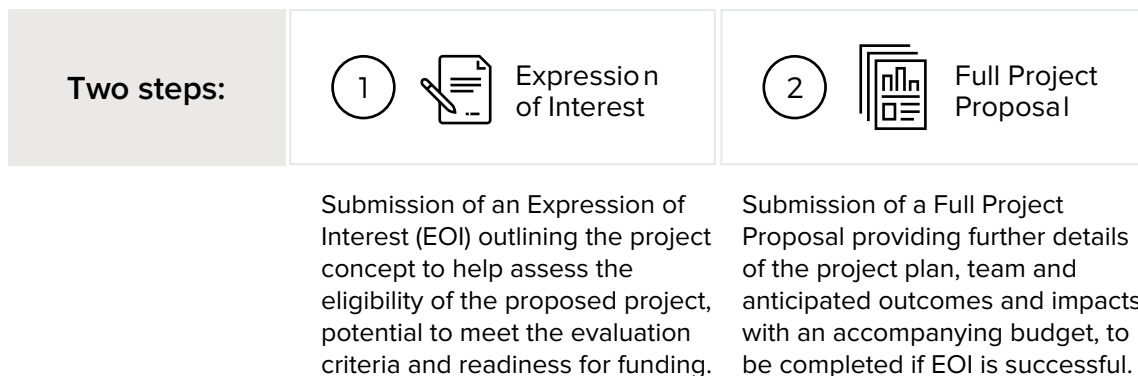 Two steps:
1
Expression
of Interest
2
Full Project
Proposal
Submission of an Expression of
Interest (EOI) outlining the project
concept to help assess the
eligibility of the proposed project,
potential to meet the evaluation
criteria and readiness for funding.
Submission of a Full Project
Proposal providing further details
of the project plan, team and
anticipated outcomes and impacts
with an accompanying budget, to
be completed if EOI is successful.